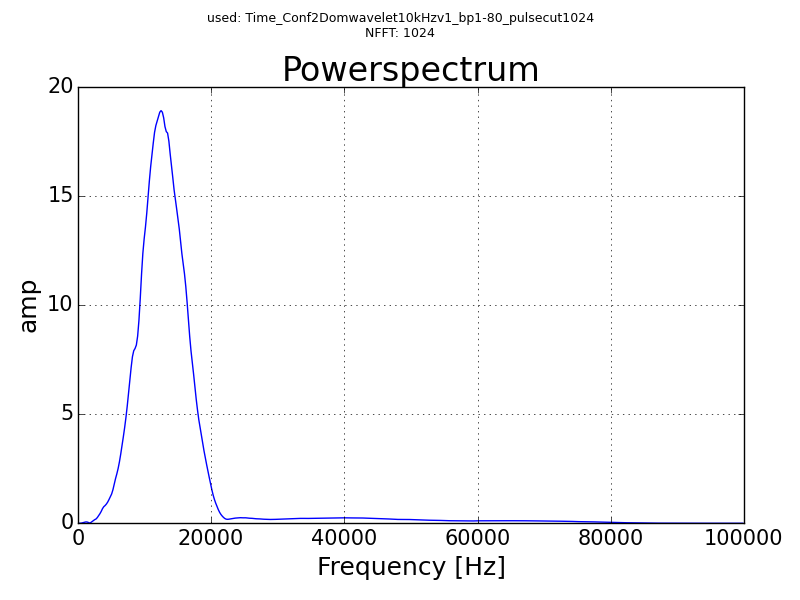 used: Time_Conf2Domwavelet10kHzv1_bp1-80_pulsecut1024
NFFT: 1024
Powerspectrum
20
15
10
5
0
amp
0 20000 40000 60000 80000 100000
Frequency [Hz]